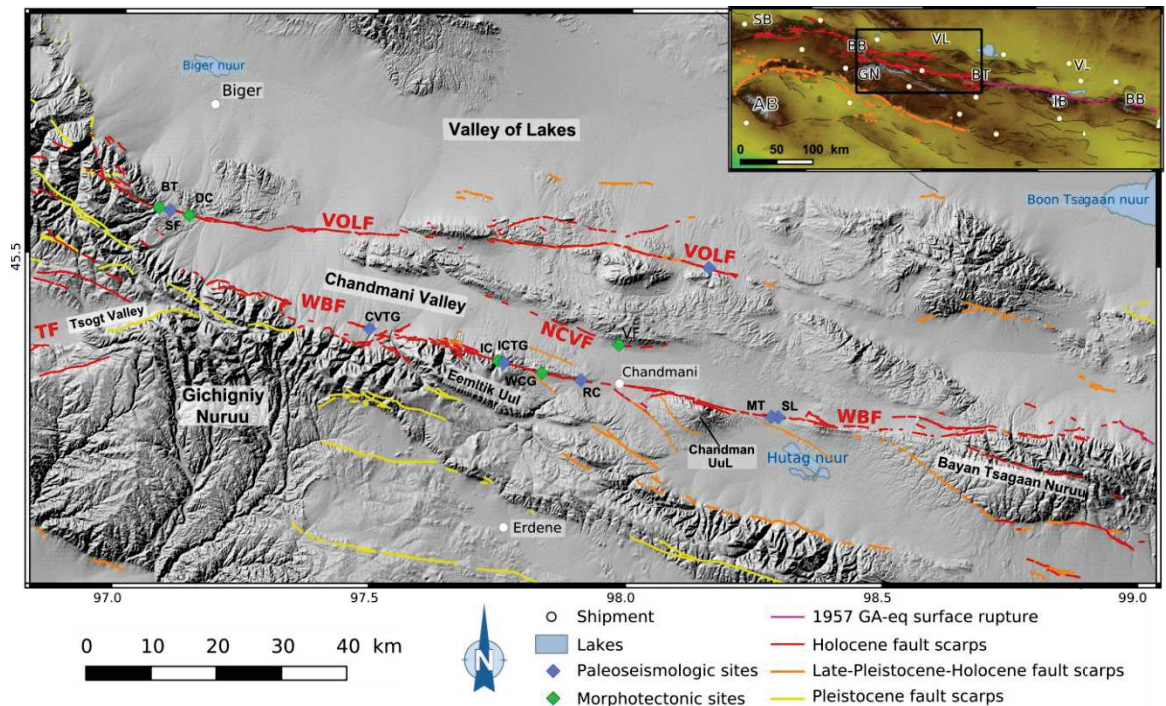 SB
VL
BB
GN
BT
VL
AB
IB
BB
0 50 100 km
Biger nuur
Biger
Valley of Lakes
Boon Tsagaan nuur
BT
DC
SF
VOLF
VOLF
45.5
Chandmani Valley
WBF
CVTG
NCVF
VF
TF
Tsogt Valley
IC
ICTG
WCG
RC
Chandmani
Eemltik Uul
Gichigniy
Nuruu
MT
SL
WBF
Chandman
UuL
Hutag nuur
Bayan Tsagaan Nuruu
Erdene
97.0 97.5 98.0 98.5 99.0
0 10 20 30 40 km
N
Shipment
Lakes
Paleoseismologic sites
Morphotectonic sites
1957 GA-eq surface rupture
Holocene fault scarps
Late-Pleistocene-Holocene fault scarps
Pleistocene fault scarps